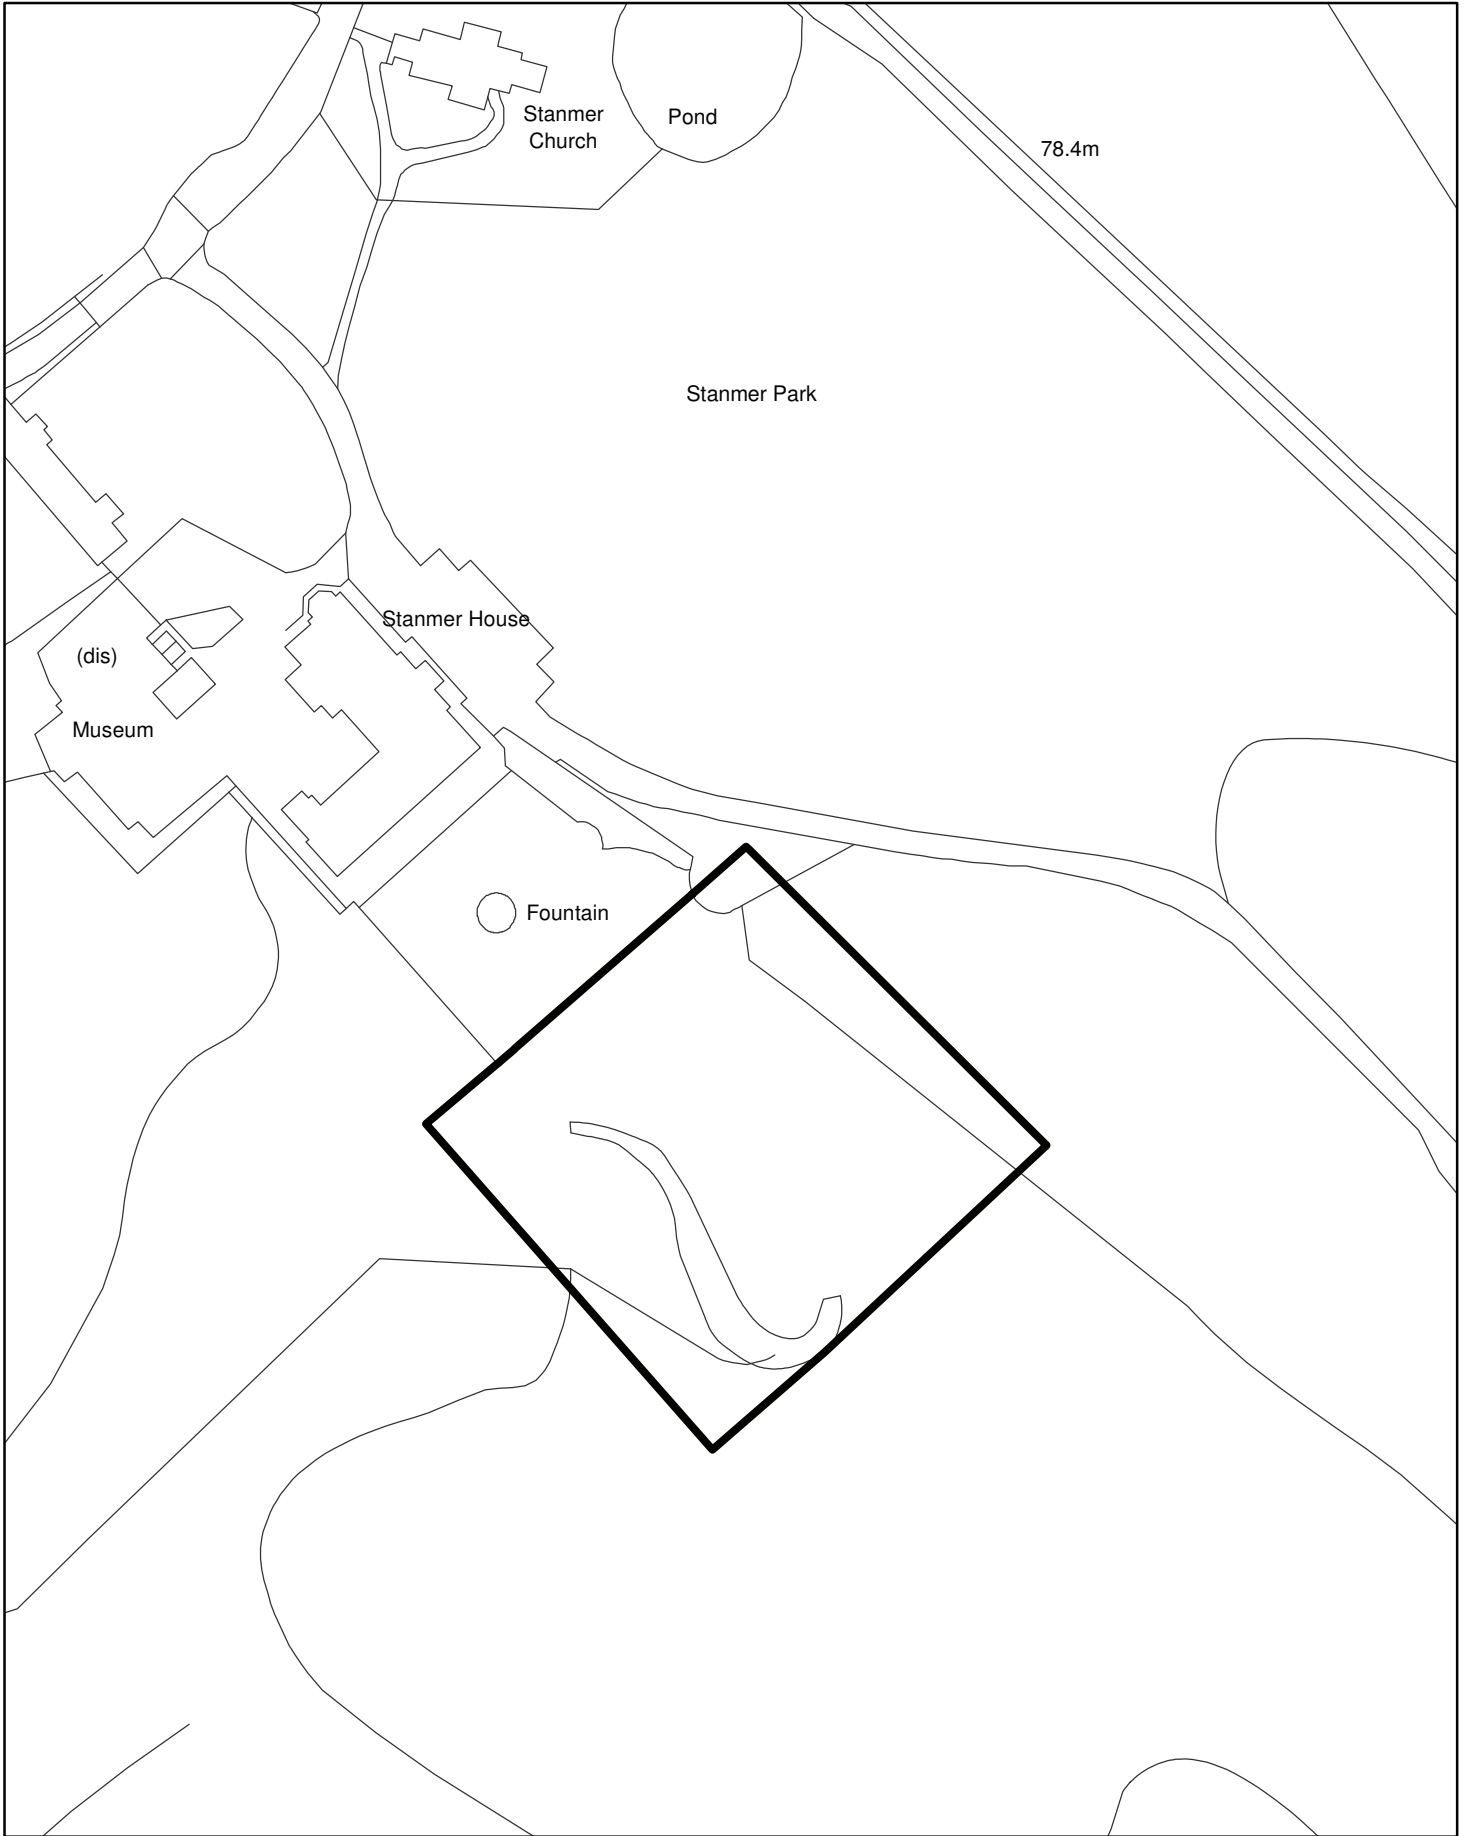 Stanmer
Church
Pond
78.4m
Stanmer Park
Stanmer House
(dis)
Museum
Fountain